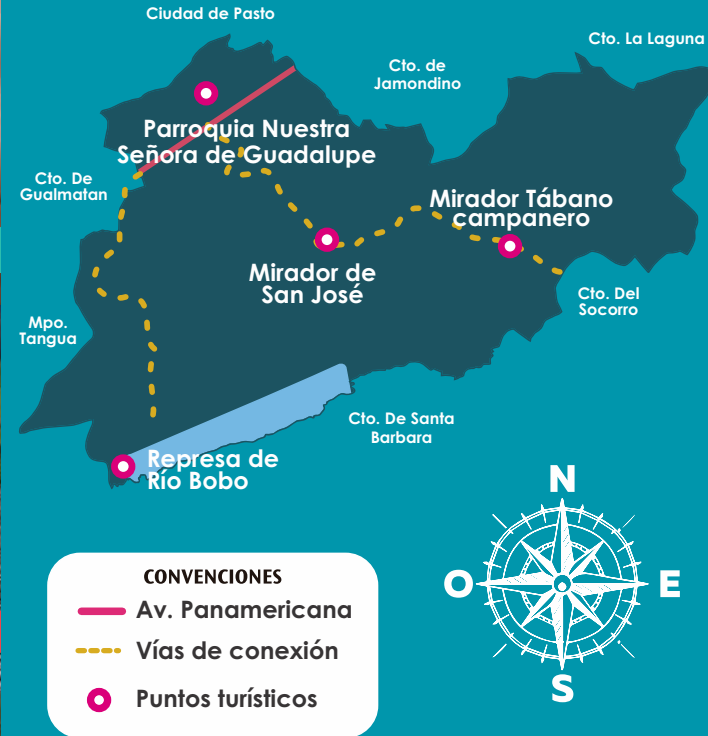 Ciudad de Pasto
Cto. La Laguna
Cto. de
Jamondino
Parroquia Nuestra
Señora de Guadalupe
Cto. De
Gualmatan
Mirador Tábano
campanero
Mirador de
San José
Cto. Del
Socorro
Mpo.
Tangua
Cto. De Santa
Barbara
Represa de
Río Bobo
N
O
E
S
CONVENCIONES
Av. Panamericana
Vías de conexión
Puntos turísticos